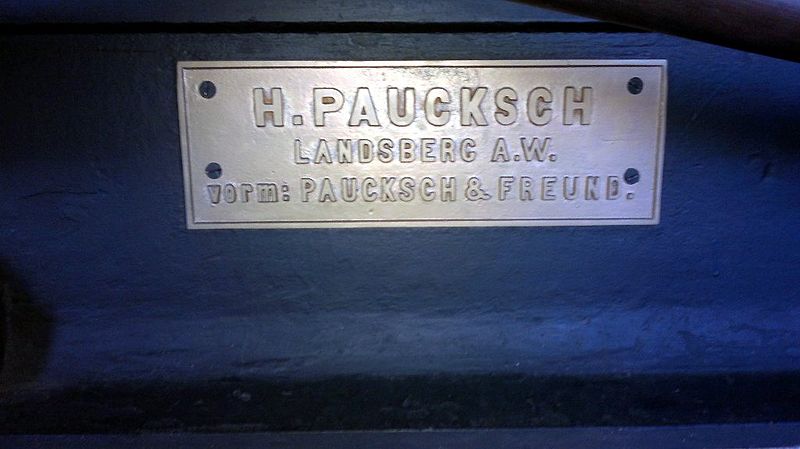 H. PAUCKSCH
LANDSBERG A.W.
vorm: PAUCKSCH & FREUND.